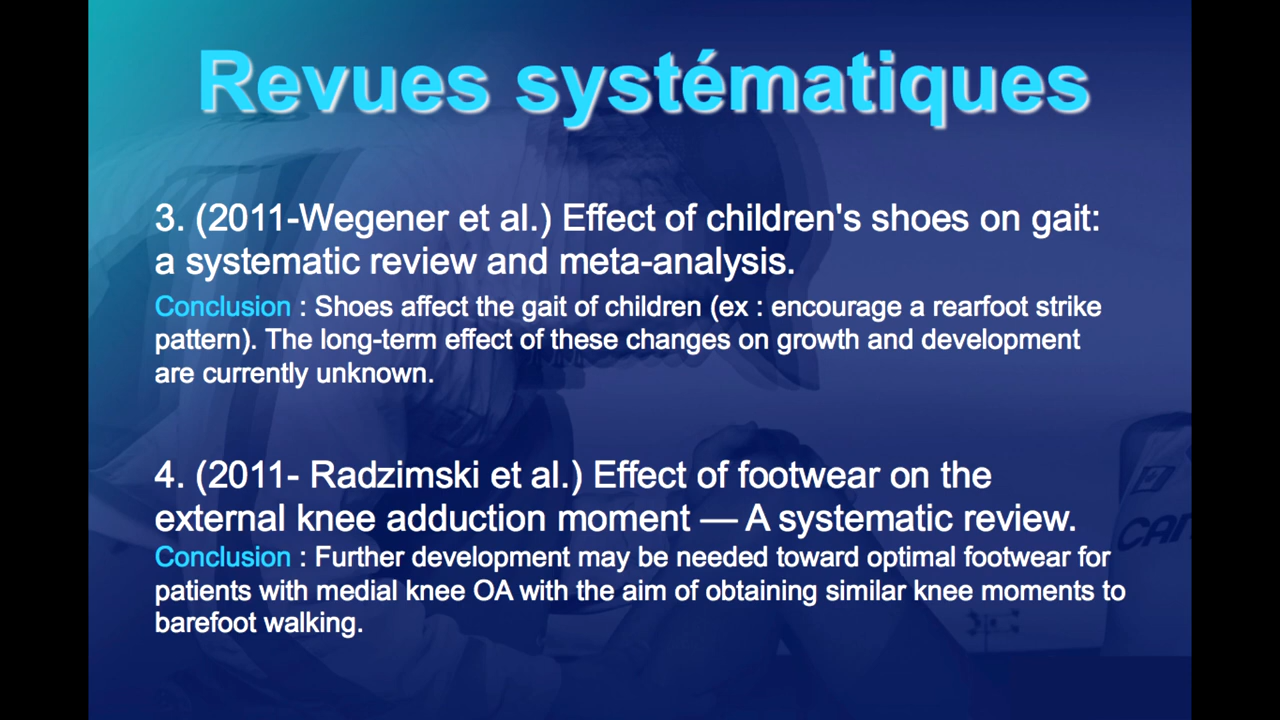 Revues systématiques
3. (2011-Wegener et al.) Effect of children's shoes on gait:
a systematic review and meta-analysis.
Conclusion : Shoes affect the gait of children (ex : encourage a rearfoot strike
pattern). The long-term effect of these changes on growth and development
are currently unknown.
4. (2011- Radzimski et al.) Effect of footwear on the
external knee adduction moment — A systematic review.
Conclusion : Further development may be needed toward optimal footwear for
patients with medial knee OA with the aim of obtaining similar knee moments to
barefoot walking.